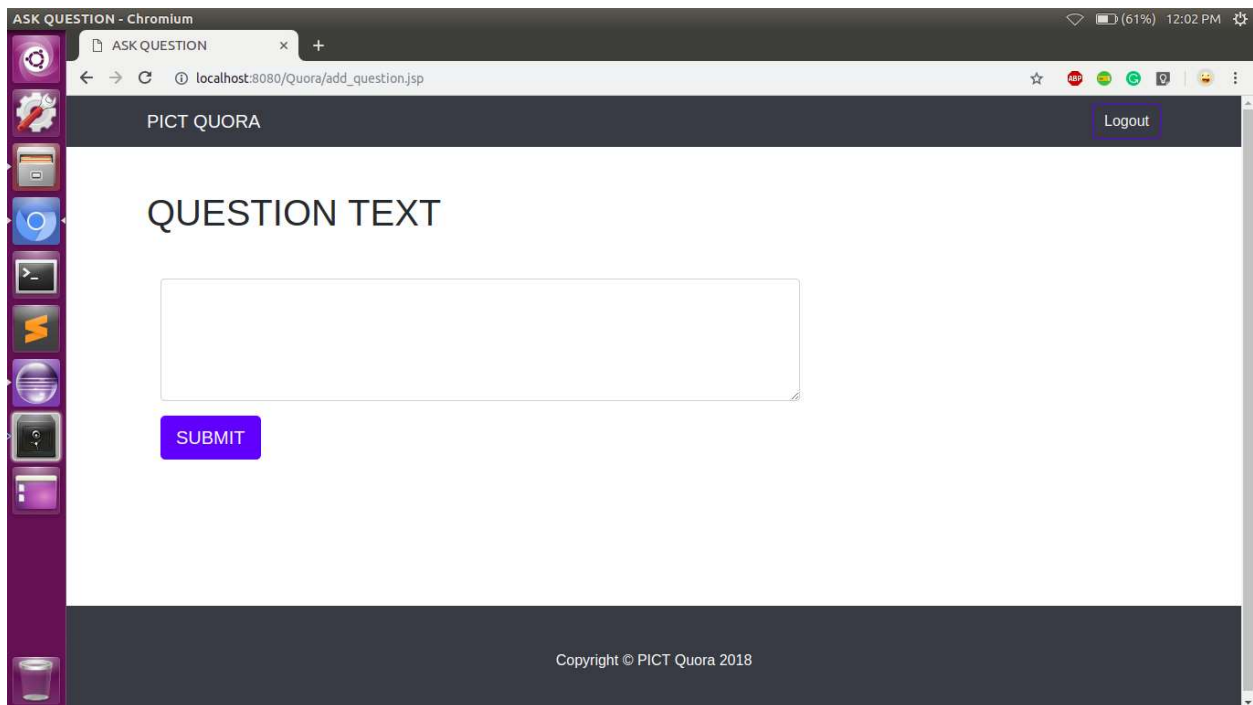 ASK QUESTION - Chromium
(61%) 12:02 PM
ASK QUESTION
localhost:8080/Quora/add_question.jsp
ABP
PICT QUORA
Logout
QUESTION TEXT
SUBMIT
Copyright © PICT Quora 2018